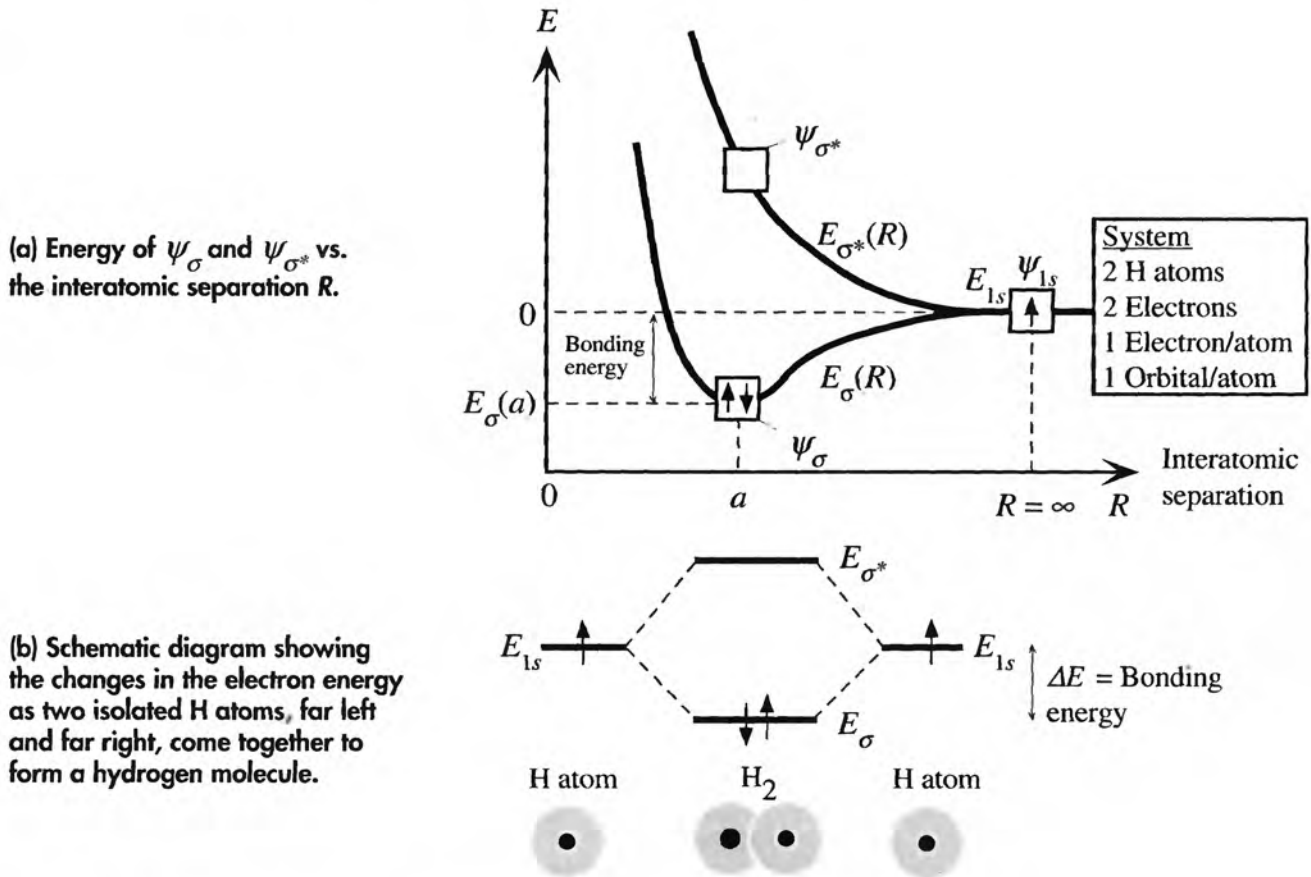 E
ψσ*
(a) Energy of ψσ and ψσ* vs.
the interatomic separation R.
Eσ*(R)
System
2 H atoms
2 Electrons
1 Electron/atom
1 Orbital/atom
E1s
ψ1s
0
Bonding
energy
Eσ(R)
Eσ(a)
ψσ
Interatomic
separation
0
a
R = ∞
R
Eσ*
(b) Schematic diagram showing
the changes in the electron energy
as two isolated H atoms, far left
and far right, come together to
form a hydrogen molecule.
E1s
E1s
ΔE = Bonding
energy
Eσ
H atom
H2
H atom